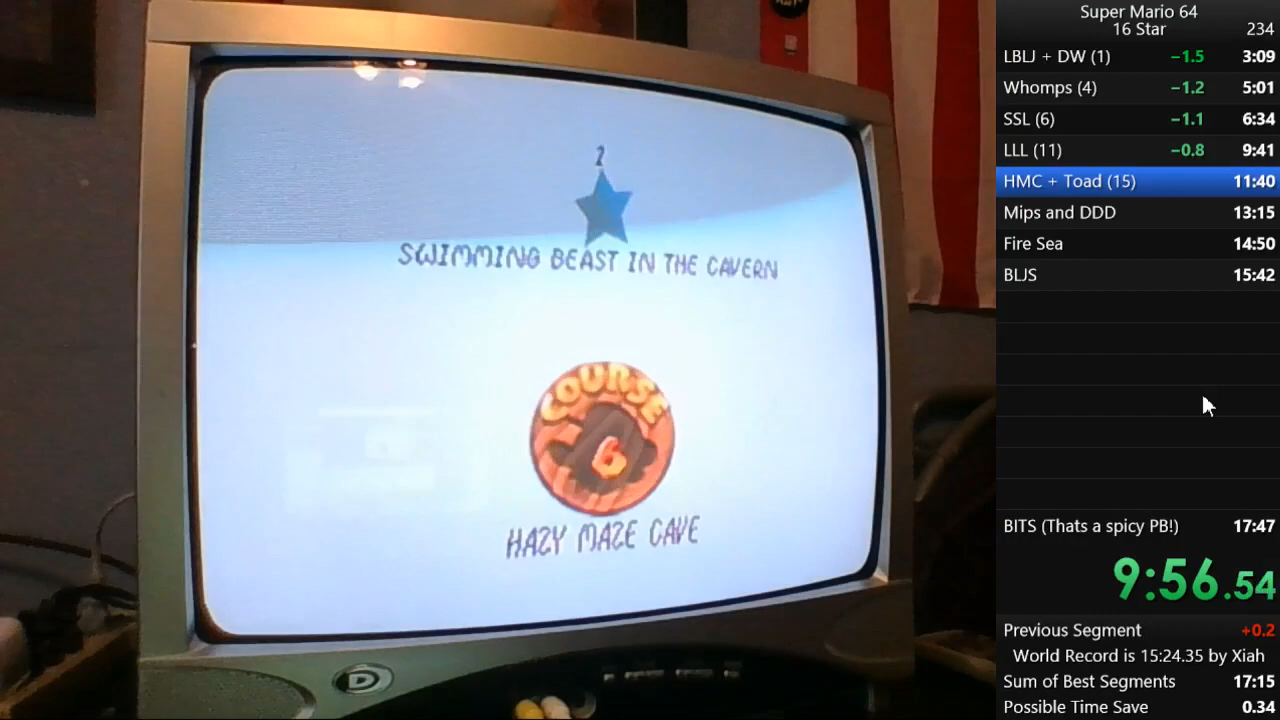 2
SWIMMING BEAST IN THE CAVERN
COURSE
6
HAZY MAZE CAVE
D
Super Mario 64
16 Star 234
LBLJ + DW (1) −1.5 3:09
Whomps (4) −1.2 5:01
SSL (6) −1.1 6:34
LLL (11) −0.8 9:41
HMC + Toad (15) 11:40
Mips and DDD 13:15
Fire Sea 14:50
BLJS 15:42
BITS (Thats a spicy PB!) 17:47
9:56.54
Previous Segment +0.2
World Record is 15:24.35 by Xiah
Sum of Best Segments 17:15
Possible Time Save 0.34